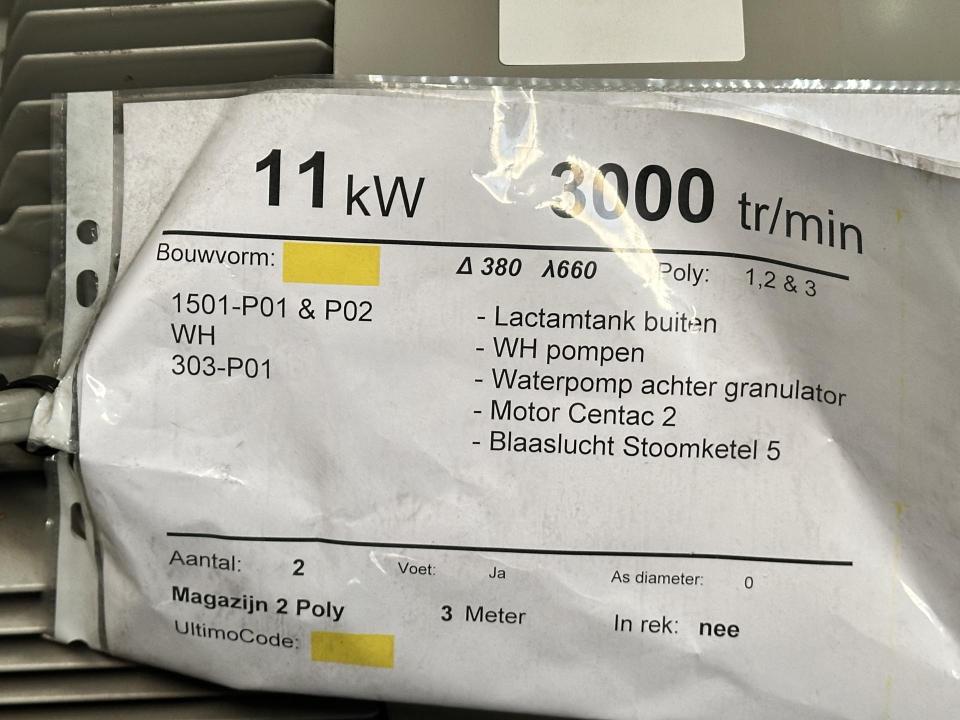 11 kW 3000 tr/min
Bouwvorm: Δ 380 λ660 Poly: 1,2 & 3
1501-P01 & P02
WH
303-P01
- Lactamtank buiten
- WH pompen
- Waterpomp achter granulator
- Motor Centac 2
- Blaaslucht Stoomketel 5
Aantal: 2 Voet: Ja As diameter: 0
Magazijn 2 Poly 3 Meter In rek: nee
UltimoCode: